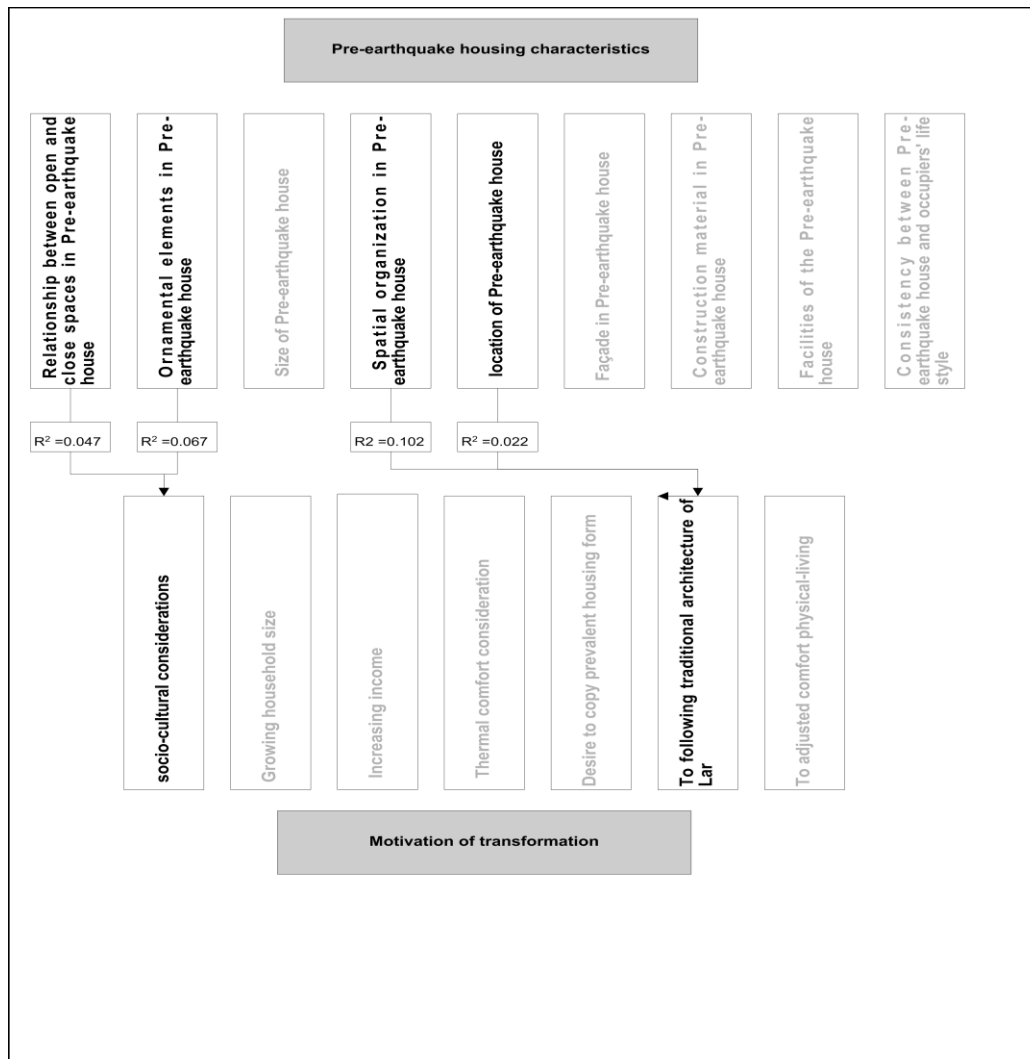 Pre-earthquake housing characteristics
Relationship between open and
close spaces in Pre-earthquake
house
Ornamental elements in Pre-
earthquake house
Size of Pre-earthquake house
Spatial organization in Pre-
earthquake house
location of Pre-earthquake house
Façade in Pre-earthquake house
Construction material in Pre-
earthquake house
Facilities of the Pre-earthquake
house
Consistency between Pre-
earthquake house and occupiers' life
style
R² =0.047
R² =0.067
R2 =0.102
R² =0.022
socio-cultural considerations
Growing household size
Increasing income
Thermal comfort consideration
Desire to copy prevalent housing form
To following traditional architecture of
Lar
To adjusted comfort physical-living
Motivation of transformation